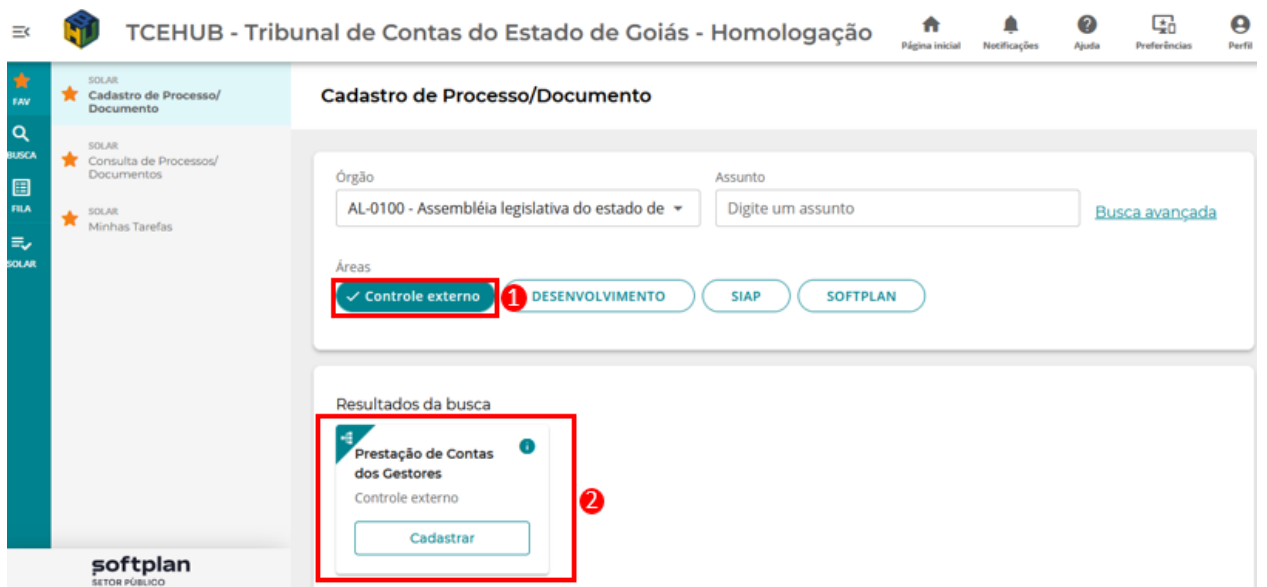 TCEHUB - Tribunal de Contas do Estado de Goiás - Homologação
Página inicial
Notificações
Ajuda
Preferências
Perfil
FAV
BUSCA
FILA
SOLAR
SOLAR
Cadastro de Processo/
Documento
SOLAR
Consulta de Processos/
Documentos
SOLAR
Minhas Tarefas
softplan
SETOR PÚBLICO
Cadastro de Processo/Documento
Órgão
Assunto
AL-0100 - Assembléia legislativa do estado de
Digite um assunto
Busca avançada
Áreas
Controle externo
1
DESENVOLVIMENTO
SIAP
SOFTPLAN
Resultados da busca
Prestação de Contas
dos Gestores
Controle externo
2
Cadastrar